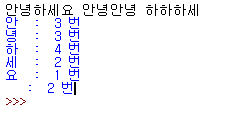 안녕하세요 안녕안녕 하하하세
안 : 3 번
녕 : 3 번
하 : 4 번
세 : 2 번
요 : 1 번
  : 2 번
>>>